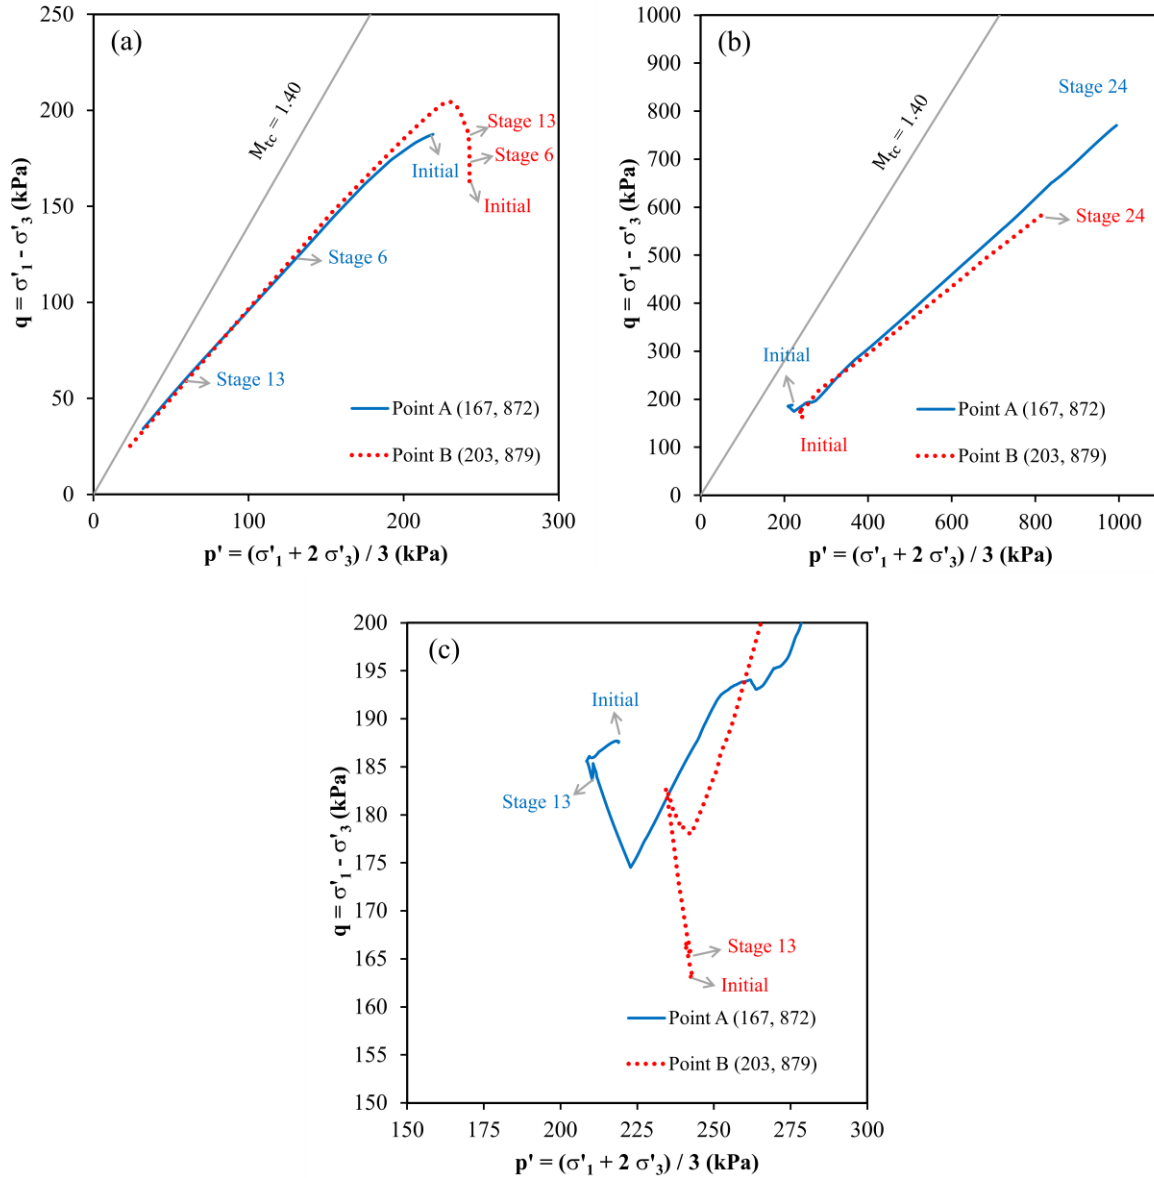 (a)
q = σ'1 - σ'3 (kPa)
250
200
150
100
50
0
Mtc = 1.40
Stage 13
Stage 6
Initial
Initial
Stage 6
Stage 13
Point A (167, 872)
Point B (203, 879)
0 100 200 300
p' = (σ'1 + 2 σ'3) / 3 (kPa)
(b)
q = σ'1 - σ'3 (kPa)
1000
900
800
700
600
500
400
300
200
100
0
Mtc = 1.40
Stage 24
Stage 24
Initial
Initial
Point A (167, 872)
Point B (203, 879)
0 200 400 600 800 1000
p' = (σ'1 + 2 σ'3) / 3 (kPa)
(c)
q = σ'1 - σ'3 (kPa)
200
195
190
185
180
175
170
165
160
155
150
Initial
Stage 13
Stage 13
Initial
Point A (167, 872)
Point B (203, 879)
150 175 200 225 250 275 300
p' = (σ'1 + 2 σ'3) / 3 (kPa)